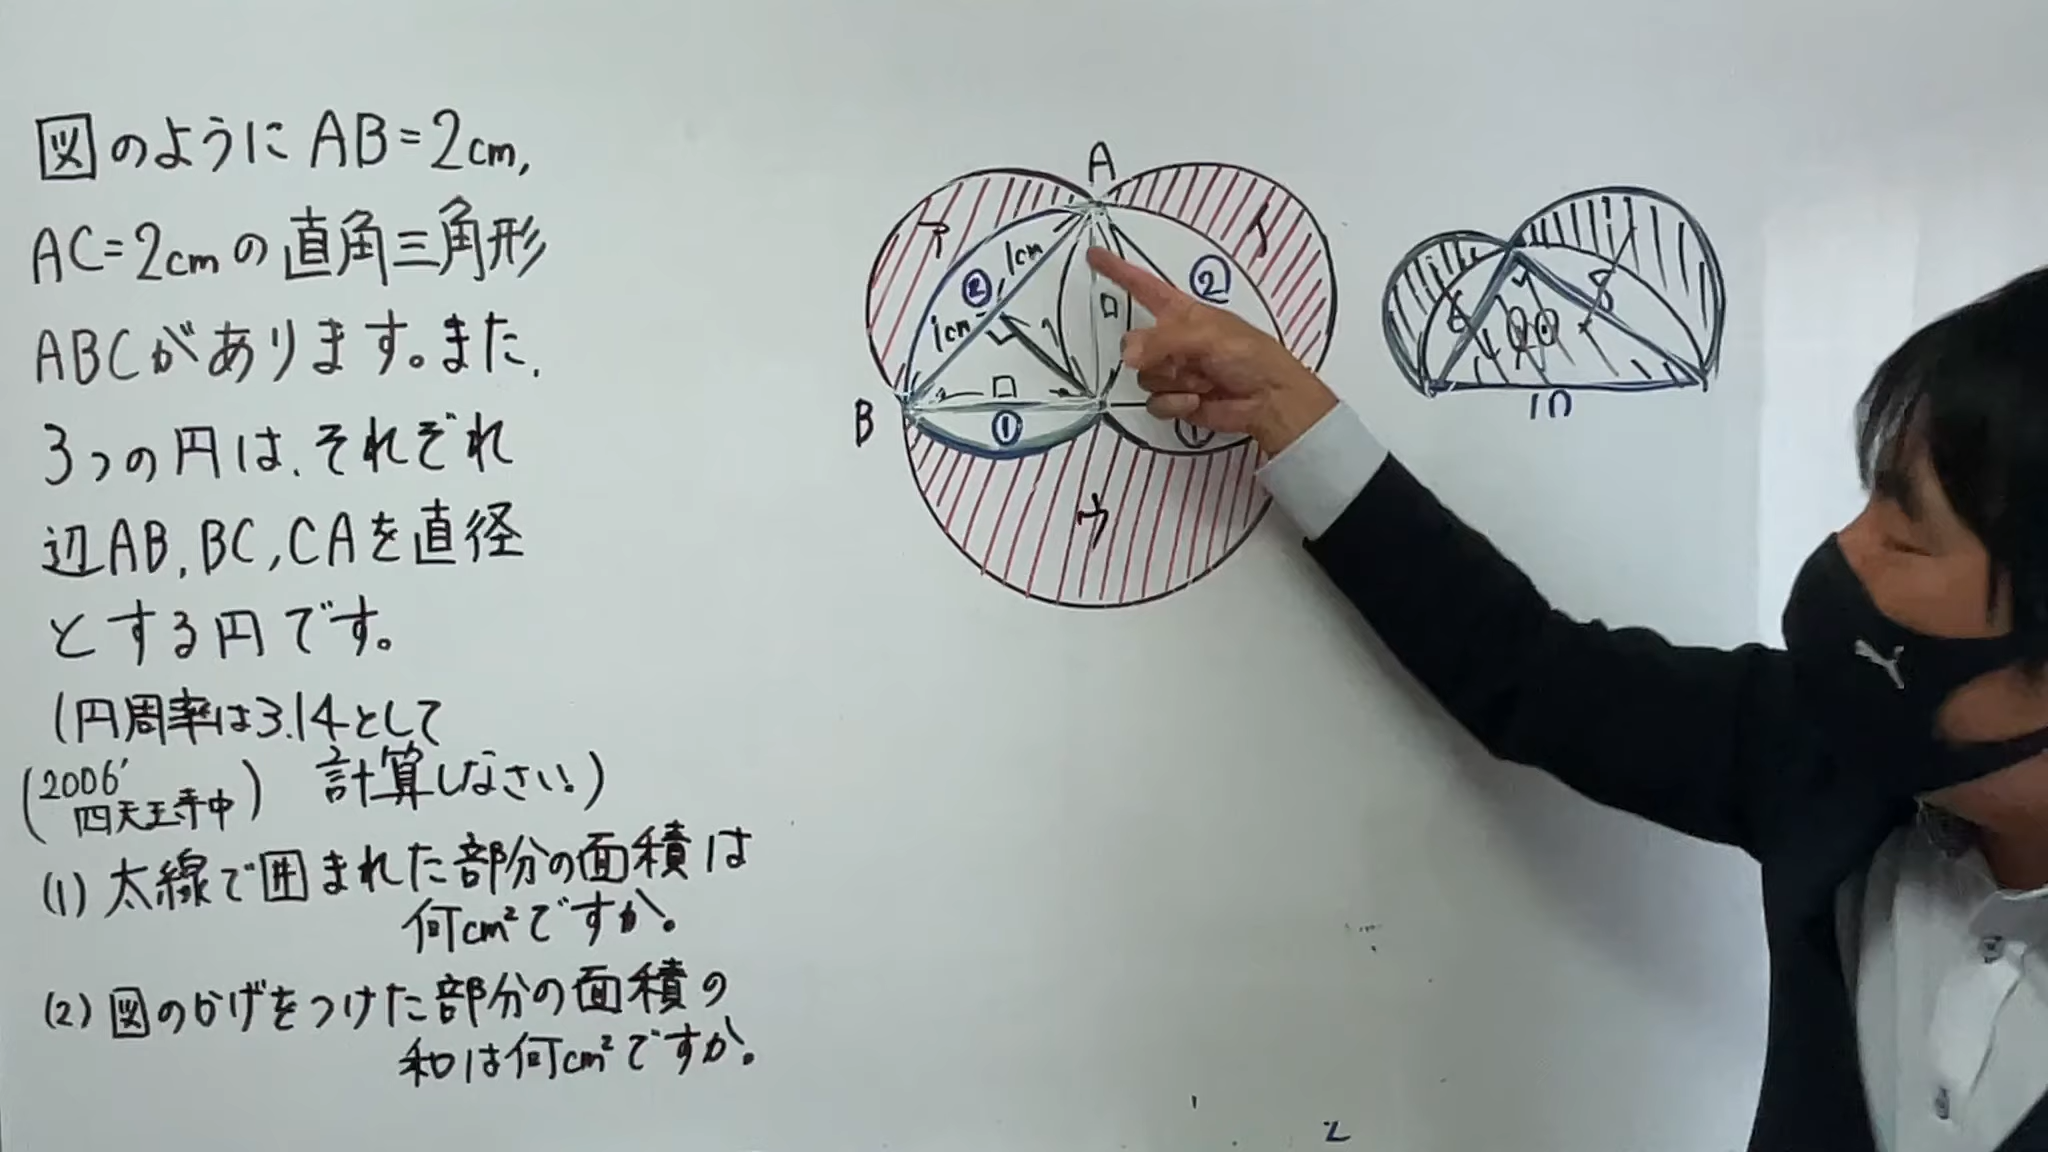 図のようにAB=2cm,
AC=2cmの直角三角形
ABCがあります。また,
3つの円は,それぞれ
辺AB,BC,CAを直径
とする円です。
(円周率は3.14として
計算しなさい。)
(2006'
四天王寺中)
(1)太線で囲まれた部分の面積は
何cm²ですか。
(2)図のかげをつけた部分の面積の
和は何cm²ですか。
A
ア
イ
1cm
②
②
1cm
□
□
B
①
①
ウ
6
8
24
10